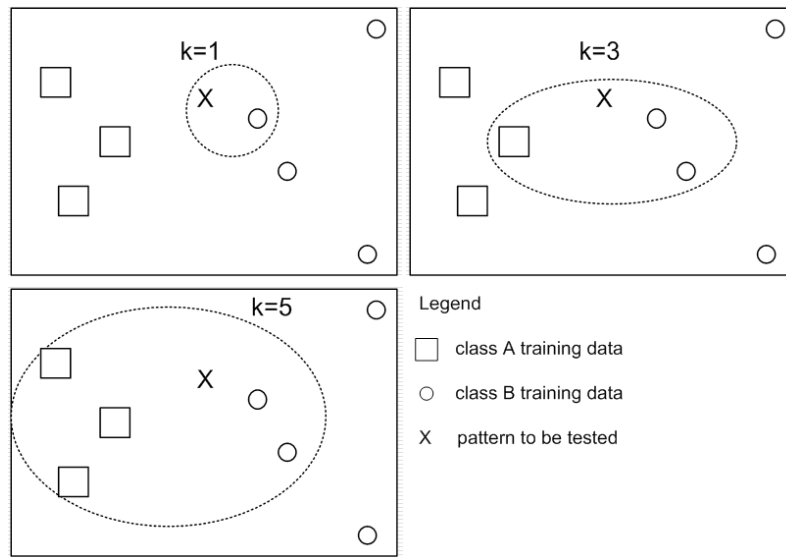 k=1
X
k=3
X
k=5
X
Legend
class A training data
class B training data
X pattern to be tested